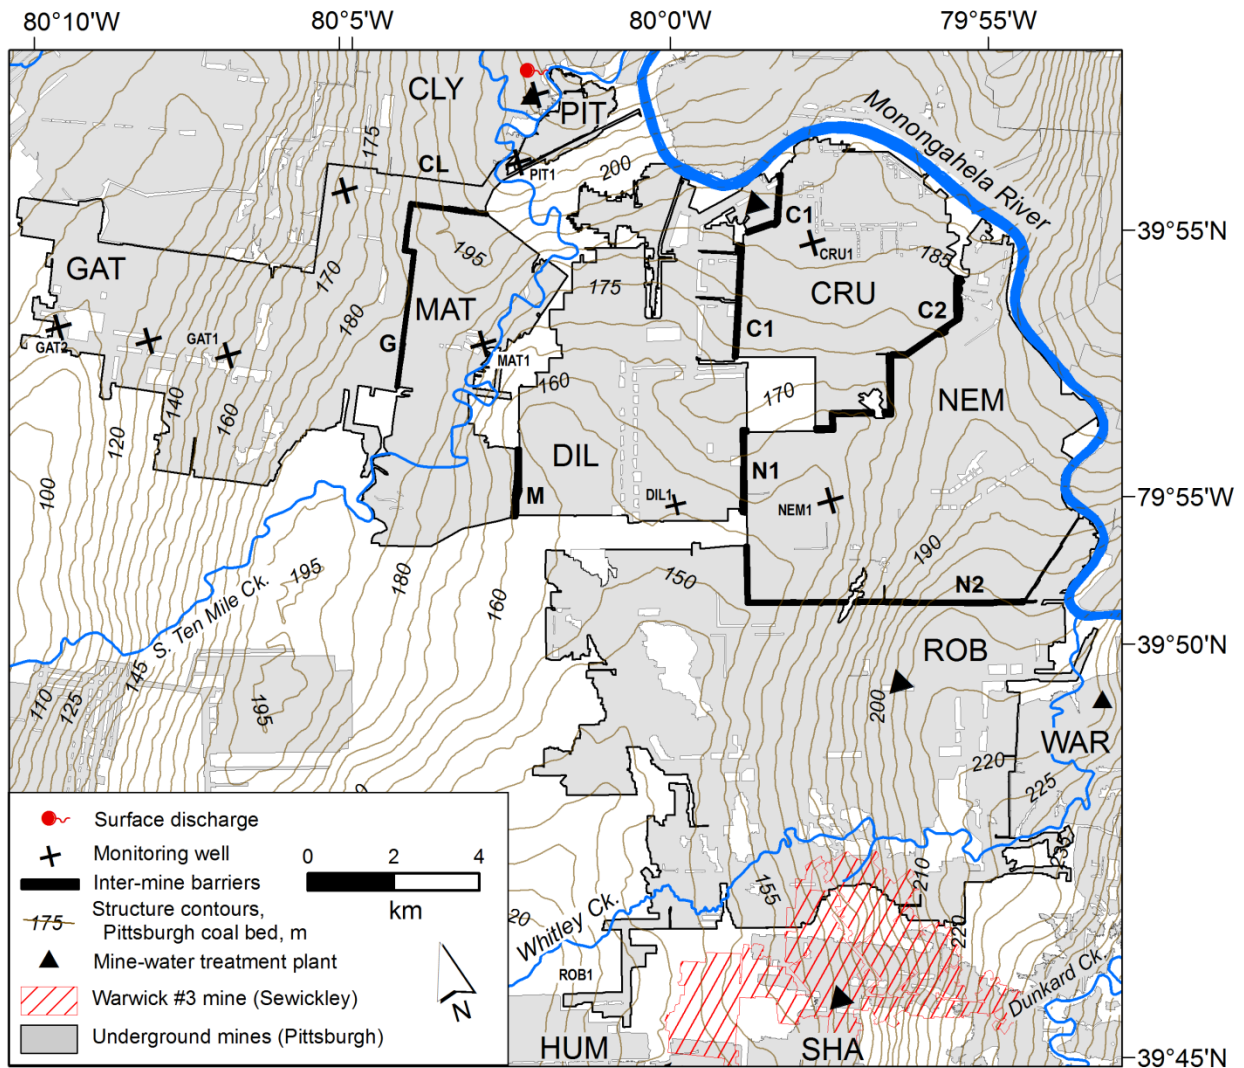 80°10'W
80°5'W
80°0'W
79°55'W
CLY
PIT
175
CL
PIT1
200
Monongahela River
C1
39°55'N
GAT
170
195
CRU1
185
175
CRU
180
MAT
C2
GAT2
GAT1
G
MAT1
C1
160
170
NEM
140
160
120
DIL
100
M
DIL1
N1
NEM1
79°55'W
190
195
180
150
S. Ten Mile Ck.
160
N2
39°50'N
ROB
145
110
125
195
200
WAR
220
225
235
155
210
20
Whitley Ck.
220
ROB1
Dunkard Ck.
HUM
SHA
39°45'N
Surface discharge
Monitoring well
0 2 4
Inter-mine barriers
km
175
Structure contours,
Pittsburgh coal bed, m
Mine-water treatment plant
N
Warwick #3 mine (Sewickley)
Underground mines (Pittsburgh)